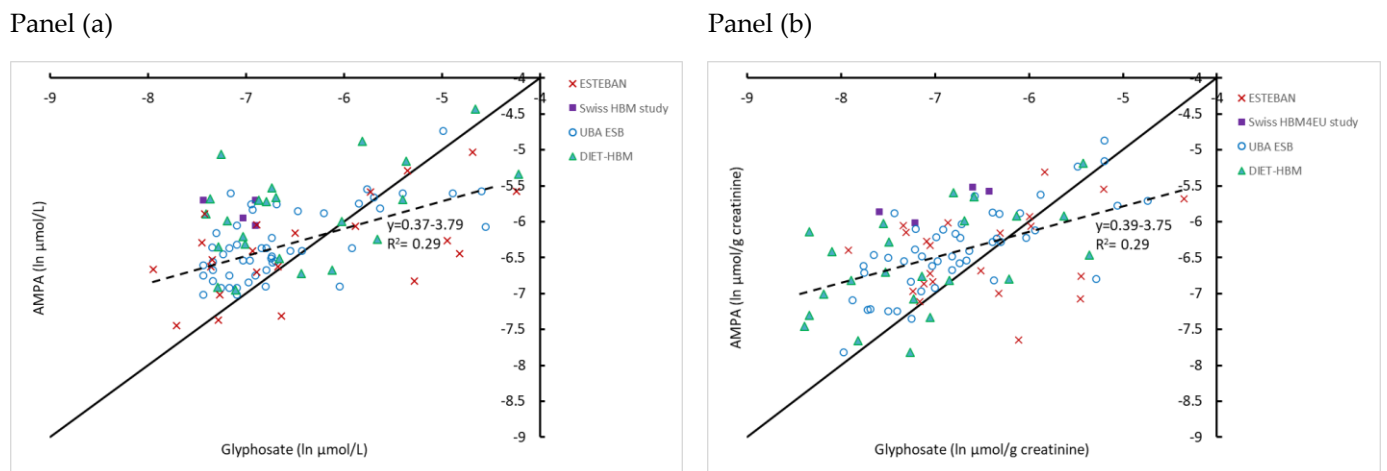 Panel (a)
-9 -8 -7 -6 -5 -4
-4
-4.5
-5
-5.5
-6
-6.5
-7
-7.5
-8
-8.5
-9
AMPA (ln µmol/L)
Glyphosate (ln µmol/L)
y=0.37-3.79
R²= 0.29
ESTEBAN
Swiss HBM study
UBA ESB
DIET-HBM
Panel (b)
-9 -8 -7 -6 -5 -4
-4
-4.5
-5
-5.5
-6
-6.5
-7
-7.5
-8
-8.5
-9
AMPA (ln µmol/g creatinine)
Glyphosate (ln µmol/g creatinine)
y=0.39-3.75
R²= 0.29
ESTEBAN
Swiss HBM4EU study
UBA ESB
DIET-HBM